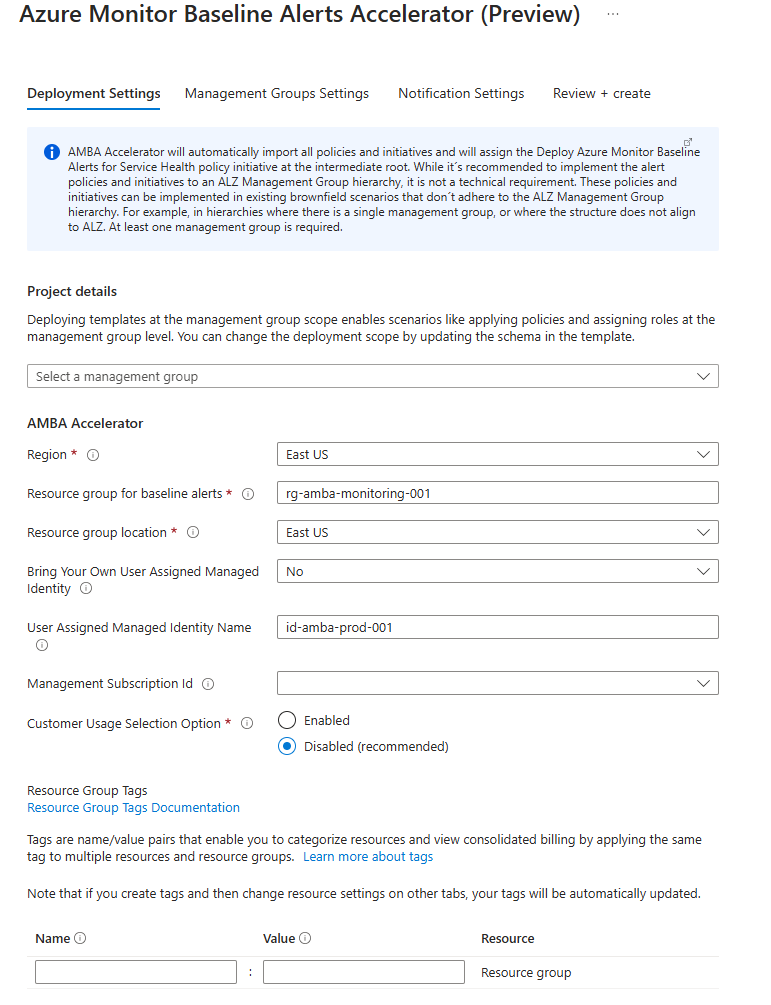 Azure Monitor Baseline Alerts Accelerator (Preview) ...
Deployment Settings Management Groups Settings Notification Settings Review + create
AMBA Accelerator will automatically import all policies and initiatives and will assign the Deploy Azure Monitor Baseline
Alerts for Service Health policy initiative at the intermediate root. While it´s recommended to implement the alert
policies and initiatives to an ALZ Management Group hierarchy, it is not a technical requirement. These policies and
initiatives can be implemented in existing brownfield scenarios that don´t adhere to the ALZ Management Group
hierarchy. For example, in hierarchies where there is a single management group, or where the structure does not align
to ALZ. At least one management group is required.
Project details
Deploying templates at the management group scope enables scenarios like applying policies and assigning roles at the
management group level. You can change the deployment scope by updating the schema in the template.
Select a management group
AMBA Accelerator
Region * East US
Resource group for baseline alerts * rg-amba-monitoring-001
Resource group location * East US
Bring Your Own User Assigned Managed No
Identity
User Assigned Managed Identity Name id-amba-prod-001
Management Subscription Id
Customer Usage Selection Option * Enabled
Disabled (recommended)
Resource Group Tags
Resource Group Tags Documentation
Tags are name/value pairs that enable you to categorize resources and view consolidated billing by applying the same
tag to multiple resources and resource groups. Learn more about tags
Note that if you create tags and then change resource settings on other tabs, your tags will be automatically updated.
Name Value Resource
: Resource group